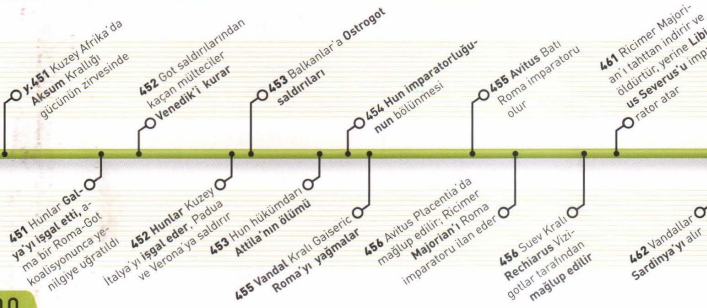 y.451 Kuzey Afrika'da
Aksum Krallığı
gücünün zirvesinde
451 Hunlar Gal-
ya'yı işgal etti, a-
ma bir Roma-Got
koalisyonunca ye-
nilgiye uğratıldı
452 Got saldırılarından
kaçan mülteciler
Venedik'i kurar
452 Hunlar Kuzey
İtalya'yı işgal eder, Padua
ve Verona'ya saldırır
453 Balkanlar'a Ostrogot
saldırıları
453 Hun hükümdarı
Attila'nın ölümü
454 Hun imparatorluğu-
nun bölünmesi
455 Vandal Kralı Gaiseric
Roma'yı yağmalar
455 Avitus Batı
Roma imparatoru
olur
456 Avitus Placentia'da
mağlup edilir; Ricimer
Majorian'ı Roma
imparatoru ilan eder
456 Suev Kralı
Rechiarus Vizi-
gotlar tarafından
mağlup edilir
461 Ricimer Majori-
an'ı tahttan indirir ve
öldürtür, yerine
us Severus'u
rator atar
462 Vandallar
Sardinya'yı alır